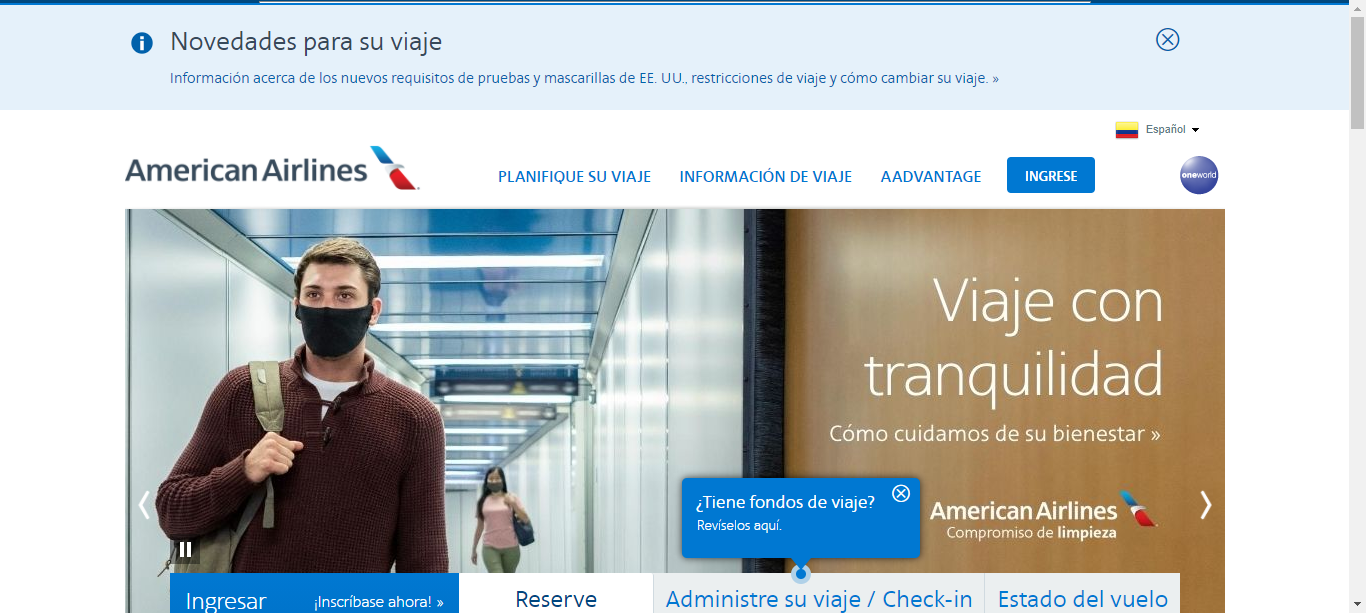 Novedades para su viaje
Información acerca de los nuevos requisitos de pruebas y mascarillas de EE. UU., restricciones de viaje y cómo cambiar su viaje. »
Español
American Airlines
PLANIFIQUE SU VIAJE
INFORMACIÓN DE VIAJE
AADVANTAGE
INGRESE
oneworld
Viaje con
tranquilidad
Cómo cuidamos de su bienestar »
¿Tiene fondos de viaje?
Revíselos aquí.
American Airlines
Compromiso de limpieza
Ingresar
¡Inscríbase ahora! »
Reserve
Administre su viaje / Check-in
Estado del vuelo